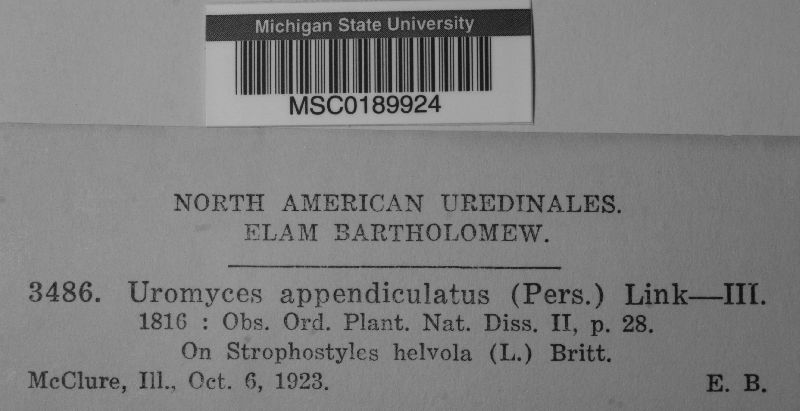 Michigan State University
MSC0189924
NORTH AMERICAN UREDINALES.
ELAM BARTHOLOMEW.
3486. Uromyces appendiculatus (Pers.) Link—III.
1816 : Obs. Ord. Plant. Nat. Diss. II, p. 28.
On Strophostyles helvola (L.) Britt.
McClure, Ill., Oct. 6, 1923. E. B.